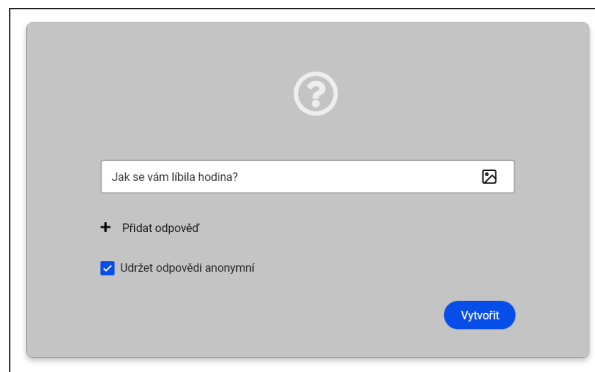 Jak se vám líbila hodina?
+ Přidat odpověď
Udržet odpovědi anonymní
Vytvořit